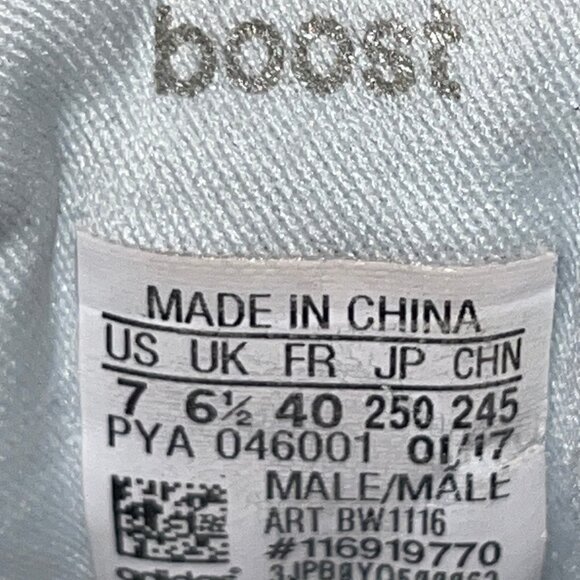 boost
MADE IN CHINA
US UK FR JP CHN
7 6½ 40 250 245
PYA 046001 01/17
MALE/MÂLE
ART BW1116
#116919770